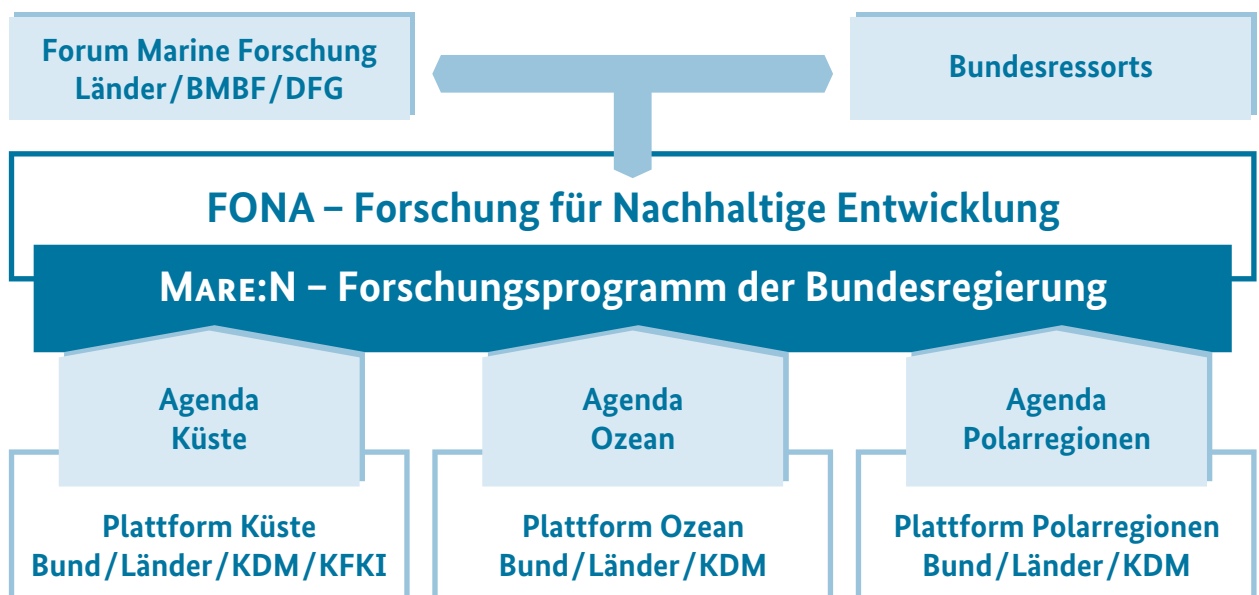 Forum Marine Forschung
Länder/BMBF/DFG
Bundesressorts
FONA – Forschung für Nachhaltige Entwicklung
MARE:N – Forschungsprogramm der Bundesregierung
Agenda
Küste
Agenda
Ozean
Agenda
Polarregionen
Plattform Küste
Bund/Länder/KDM/KFKI
Plattform Ozean
Bund/Länder/KDM
Plattform Polarregionen
Bund/Länder/KDM